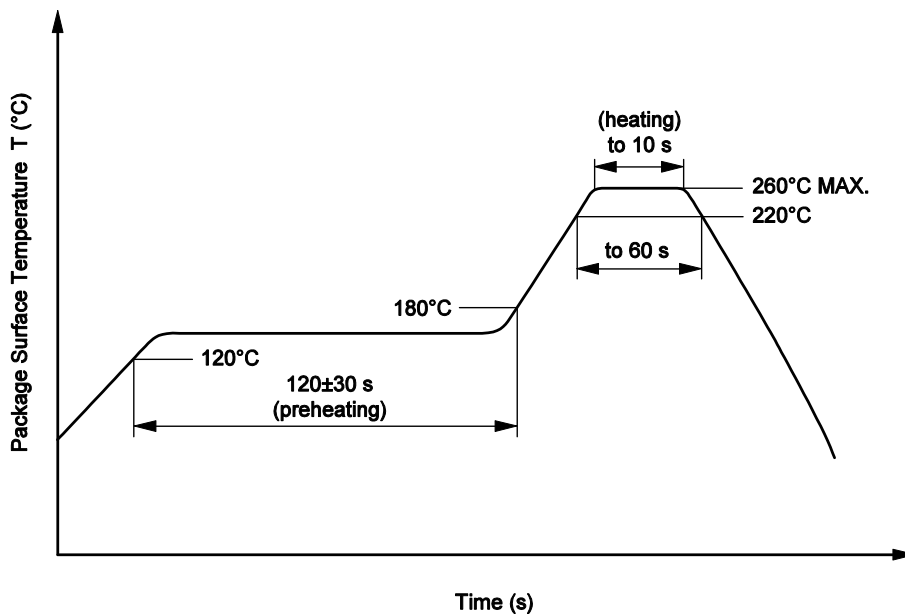 Package Surface Temperature T (°C)
(heating)
to 10 s
260°C MAX.
220°C
to 60 s
180°C
120°C
120±30 s
(preheating)
Time (s)